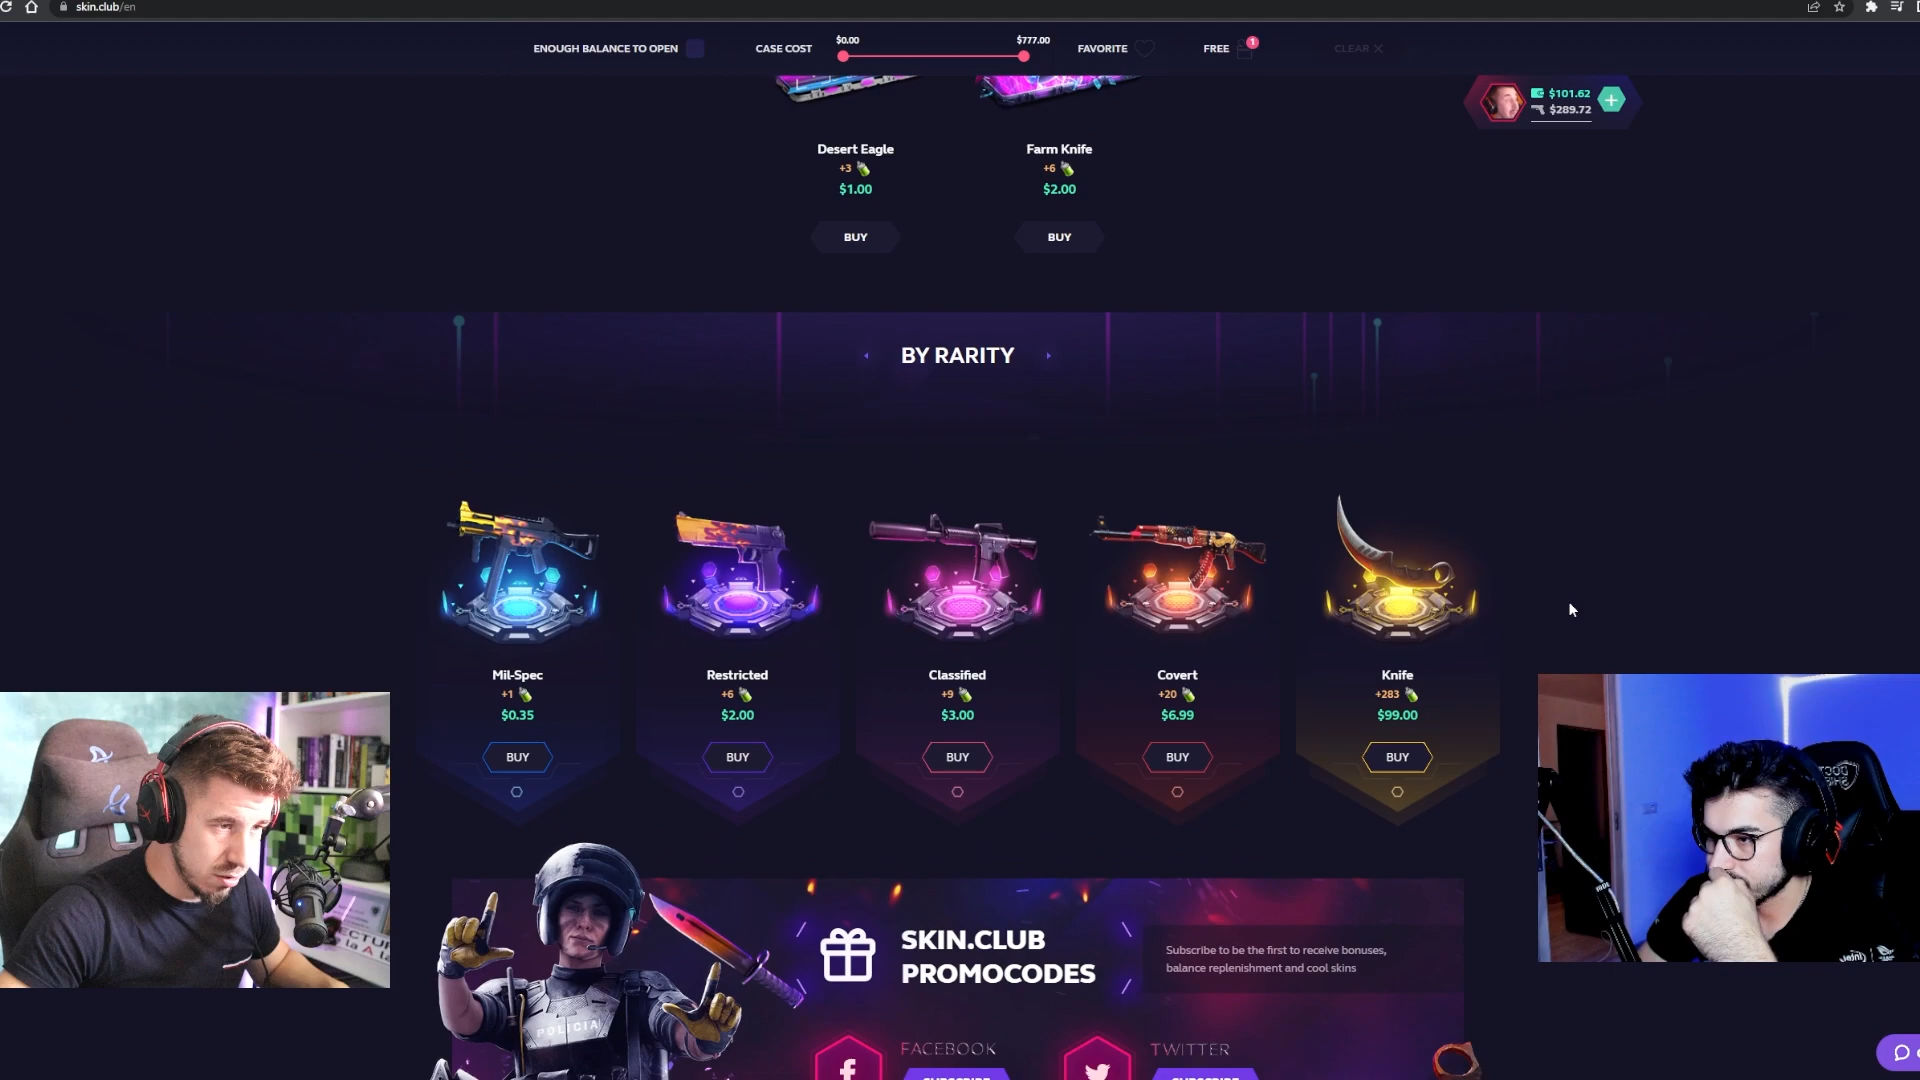 skin.club/en
ENOUGH BALANCE TO OPEN
CASE COST
$0.00
$777.00
FAVORITE
FREE
1
CLEAR
$101.62
$289.72
Desert Eagle
+3
$1.00
BUY
Farm Knife
+6
$2.00
BUY
BY RARITY
Mil-Spec
+1
$0.35
BUY
Restricted
+6
$2.00
BUY
Classified
+9
$3.00
BUY
Covert
+20
$6.99
BUY
Knife
+283
$99.00
BUY
POLICIA
SKIN.CLUB
PROMOCODES
Subscribe to be the first to receive bonuses,
balance replenishment and cool skins
FACEBOOK
SUBSCRIBE
TWITTER
SUBSCRIBE